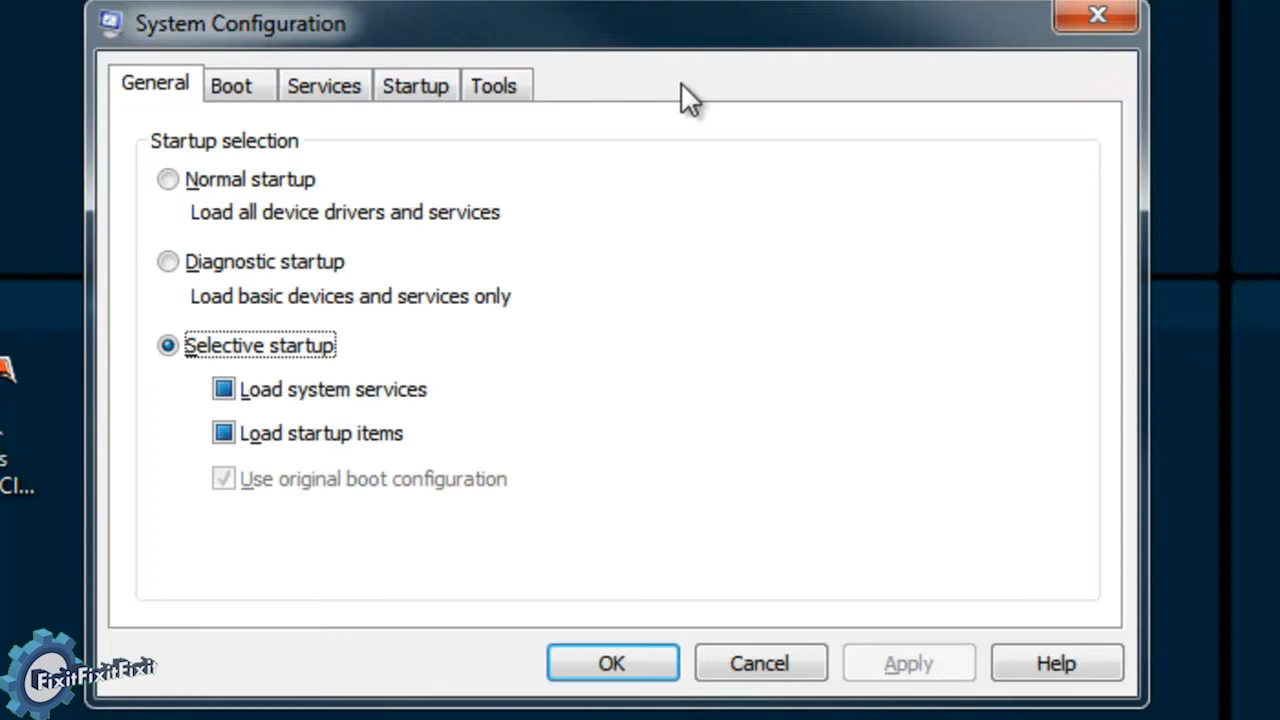 System Configuration
General Boot Services Startup Tools
Startup selection
Normal startup
Load all device drivers and services
Diagnostic startup
Load basic devices and services only
Selective startup
Load system services
Load startup items
Use original boot configuration
s
Cl...
OK Cancel Apply Help
FixitFixitFixit